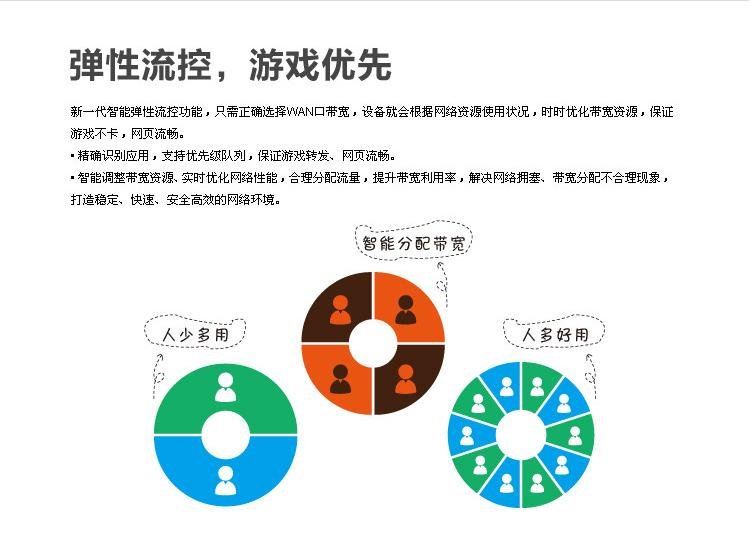 弹性流控，游戏优先
新一代智能弹性流控功能，只需正确选择WAN口带宽，设备就会根据网络资源使用状况，时时优化带宽资源，保证
游戏不卡，网页流畅。
•精确识别应用，支持优先级队列，保证游戏转发、网页流畅。
•智能调整带宽资源、实时优化网络性能，合理分配流量，提升带宽利用率，解决网络拥塞、带宽分配不合理现象，
打造稳定、快速、安全高效的网络环境。
智能分配带宽
人少多用
人多好用